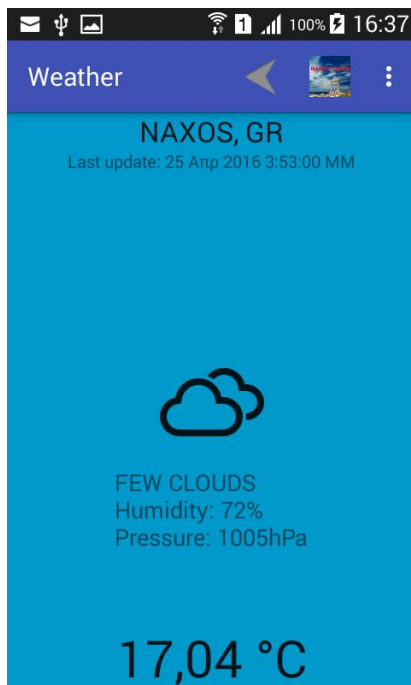 1 100% 16:37
Weather
NAXOS, GR
Last update: 25 Απρ 2016 3:53:00 ΜΜ
FEW CLOUDS
Humidity: 72%
Pressure: 1005hPa
17,04 °C